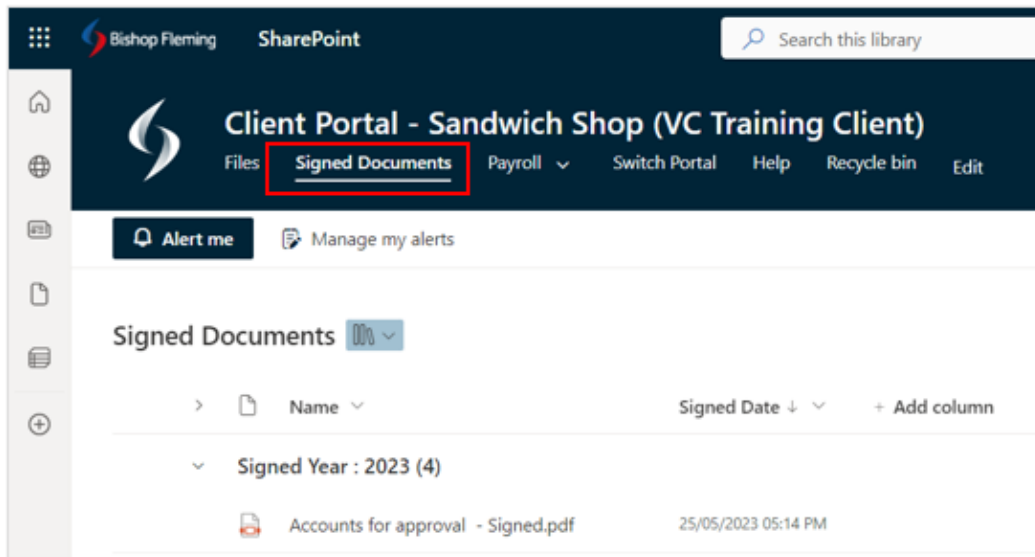 Bishop Fleming SharePoint Search this library
Client Portal - Sandwich Shop (VC Training Client)
Files Signed Documents Payroll Switch Portal Help Recycle bin Edit
Alert me Manage my alerts
Signed Documents
Name Signed Date ↓ + Add column
Signed Year : 2023 (4)
Accounts for approval - Signed.pdf 25/05/2023 05:14 PM